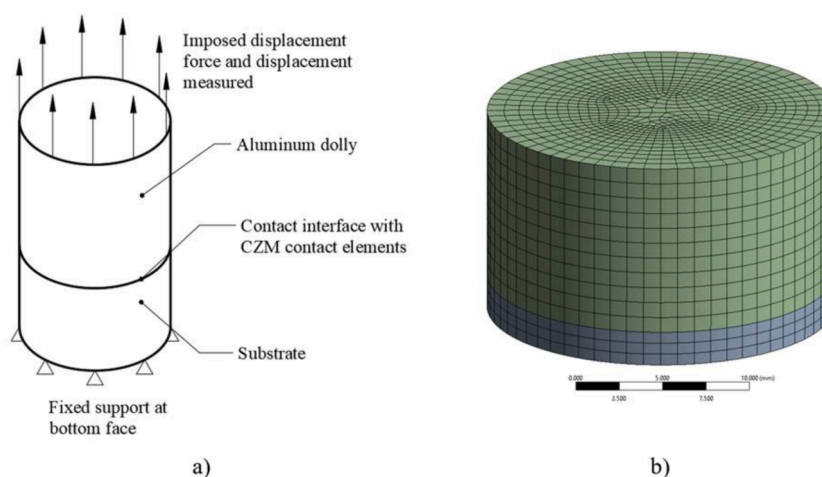 Imposed displacement
force and displacement
measured
Aluminum dolly
Contact interface with
CZM contact elements
Substrate
Fixed support at
bottom face
a)
0.000 5.000 10.000 (mm)
2.500 7.500
b)